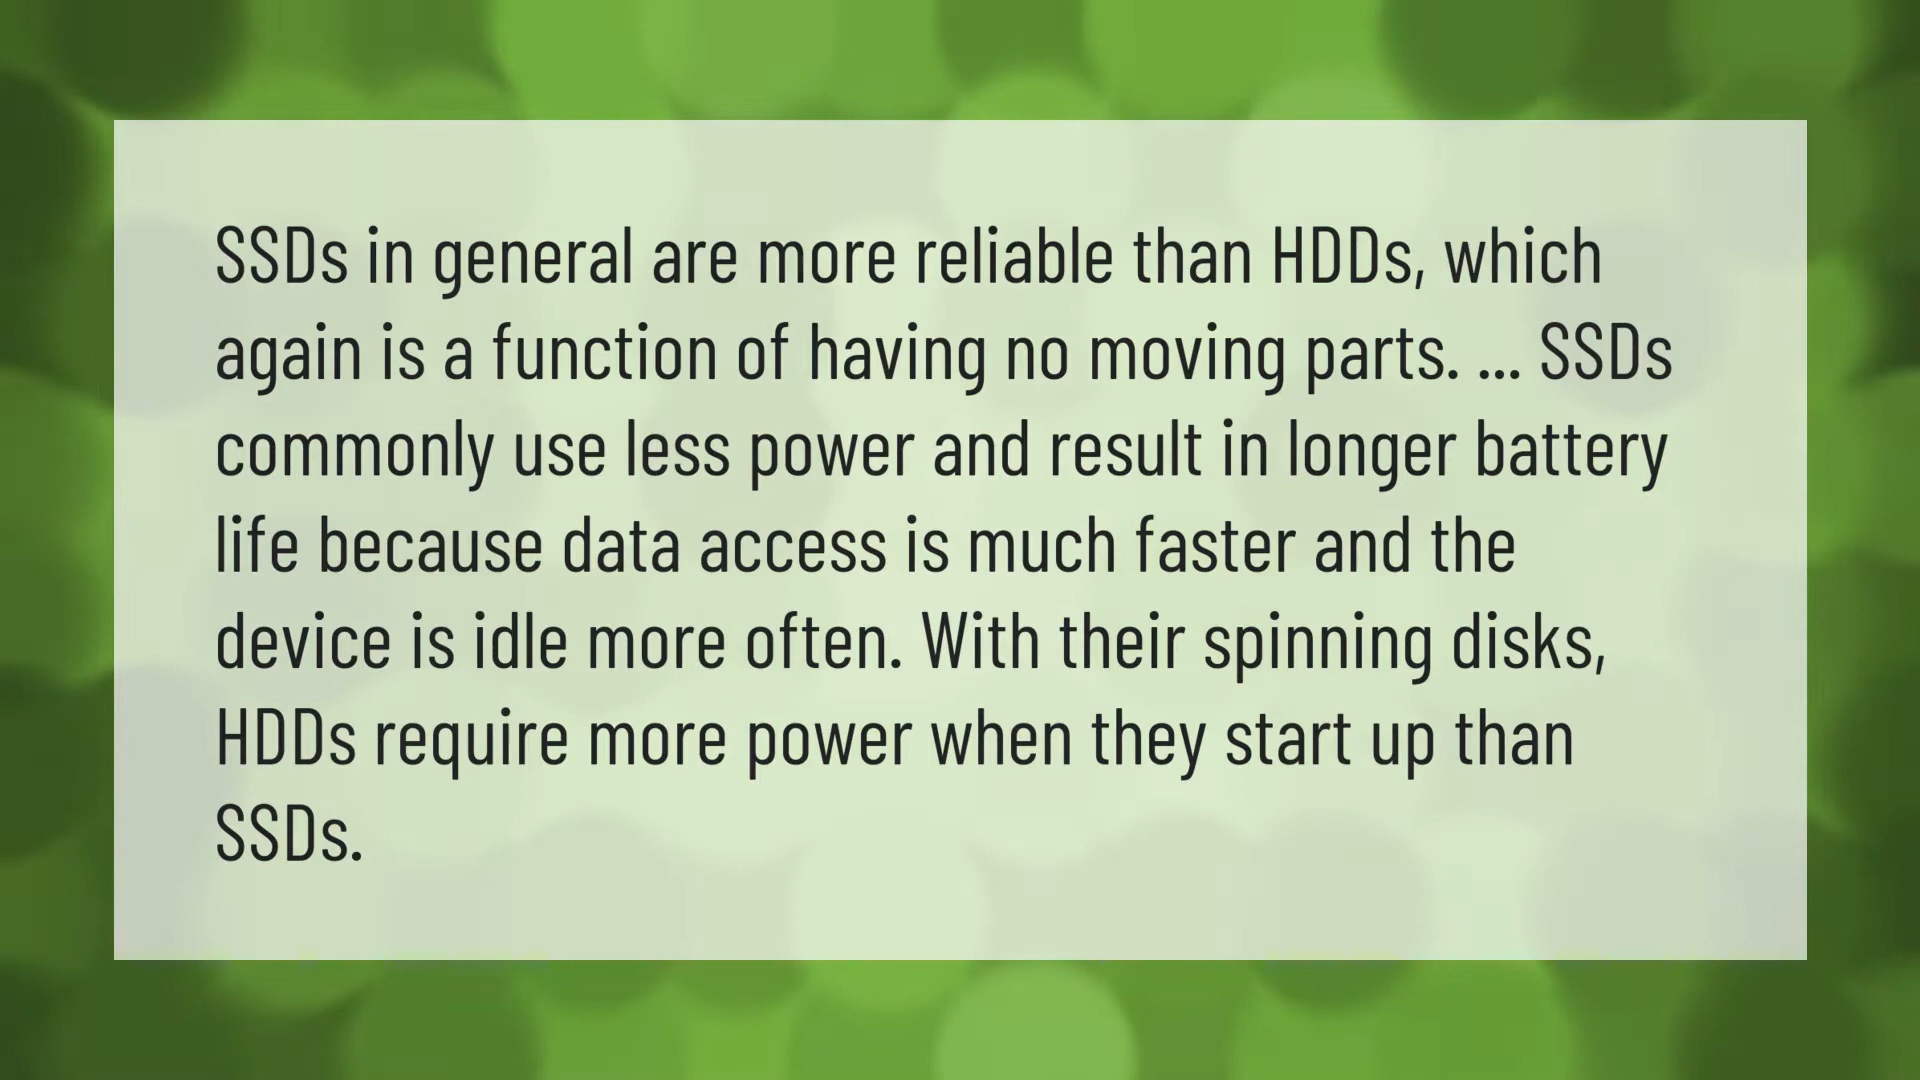 SSDs in general are more reliable than HDDs, which
again is a function of having no moving parts. ... SSDs
commonly use less power and result in longer battery
life because data access is much faster and the
device is idle more often. With their spinning disks,
HDDs require more power when they start up than
SSDs.